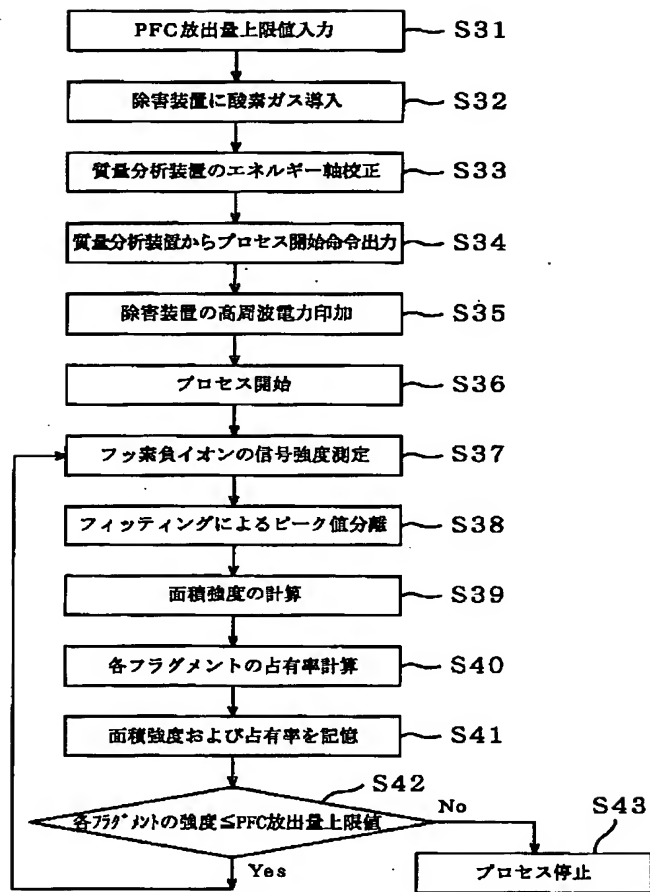 PFC放出量上限値入力
S31
除害装置に酸素ガス導入
S32
質量分析装置のエネルギー軸校正
S33
質量分析装置からプロセス開始命令出力
S34
除害装置の高周波電力印加
S35
プロセス開始
S36
フッ素負イオンの信号強度測定
S37
フィッティングによるピーク値分離
S38
面積強度の計算
S39
各フラグメントの占有率計算
S40
面積強度および占有率を記憶
S41
S42
各フラグメントの強度≦PFC放出量上限値
No
Yes
S43
プロセス停止